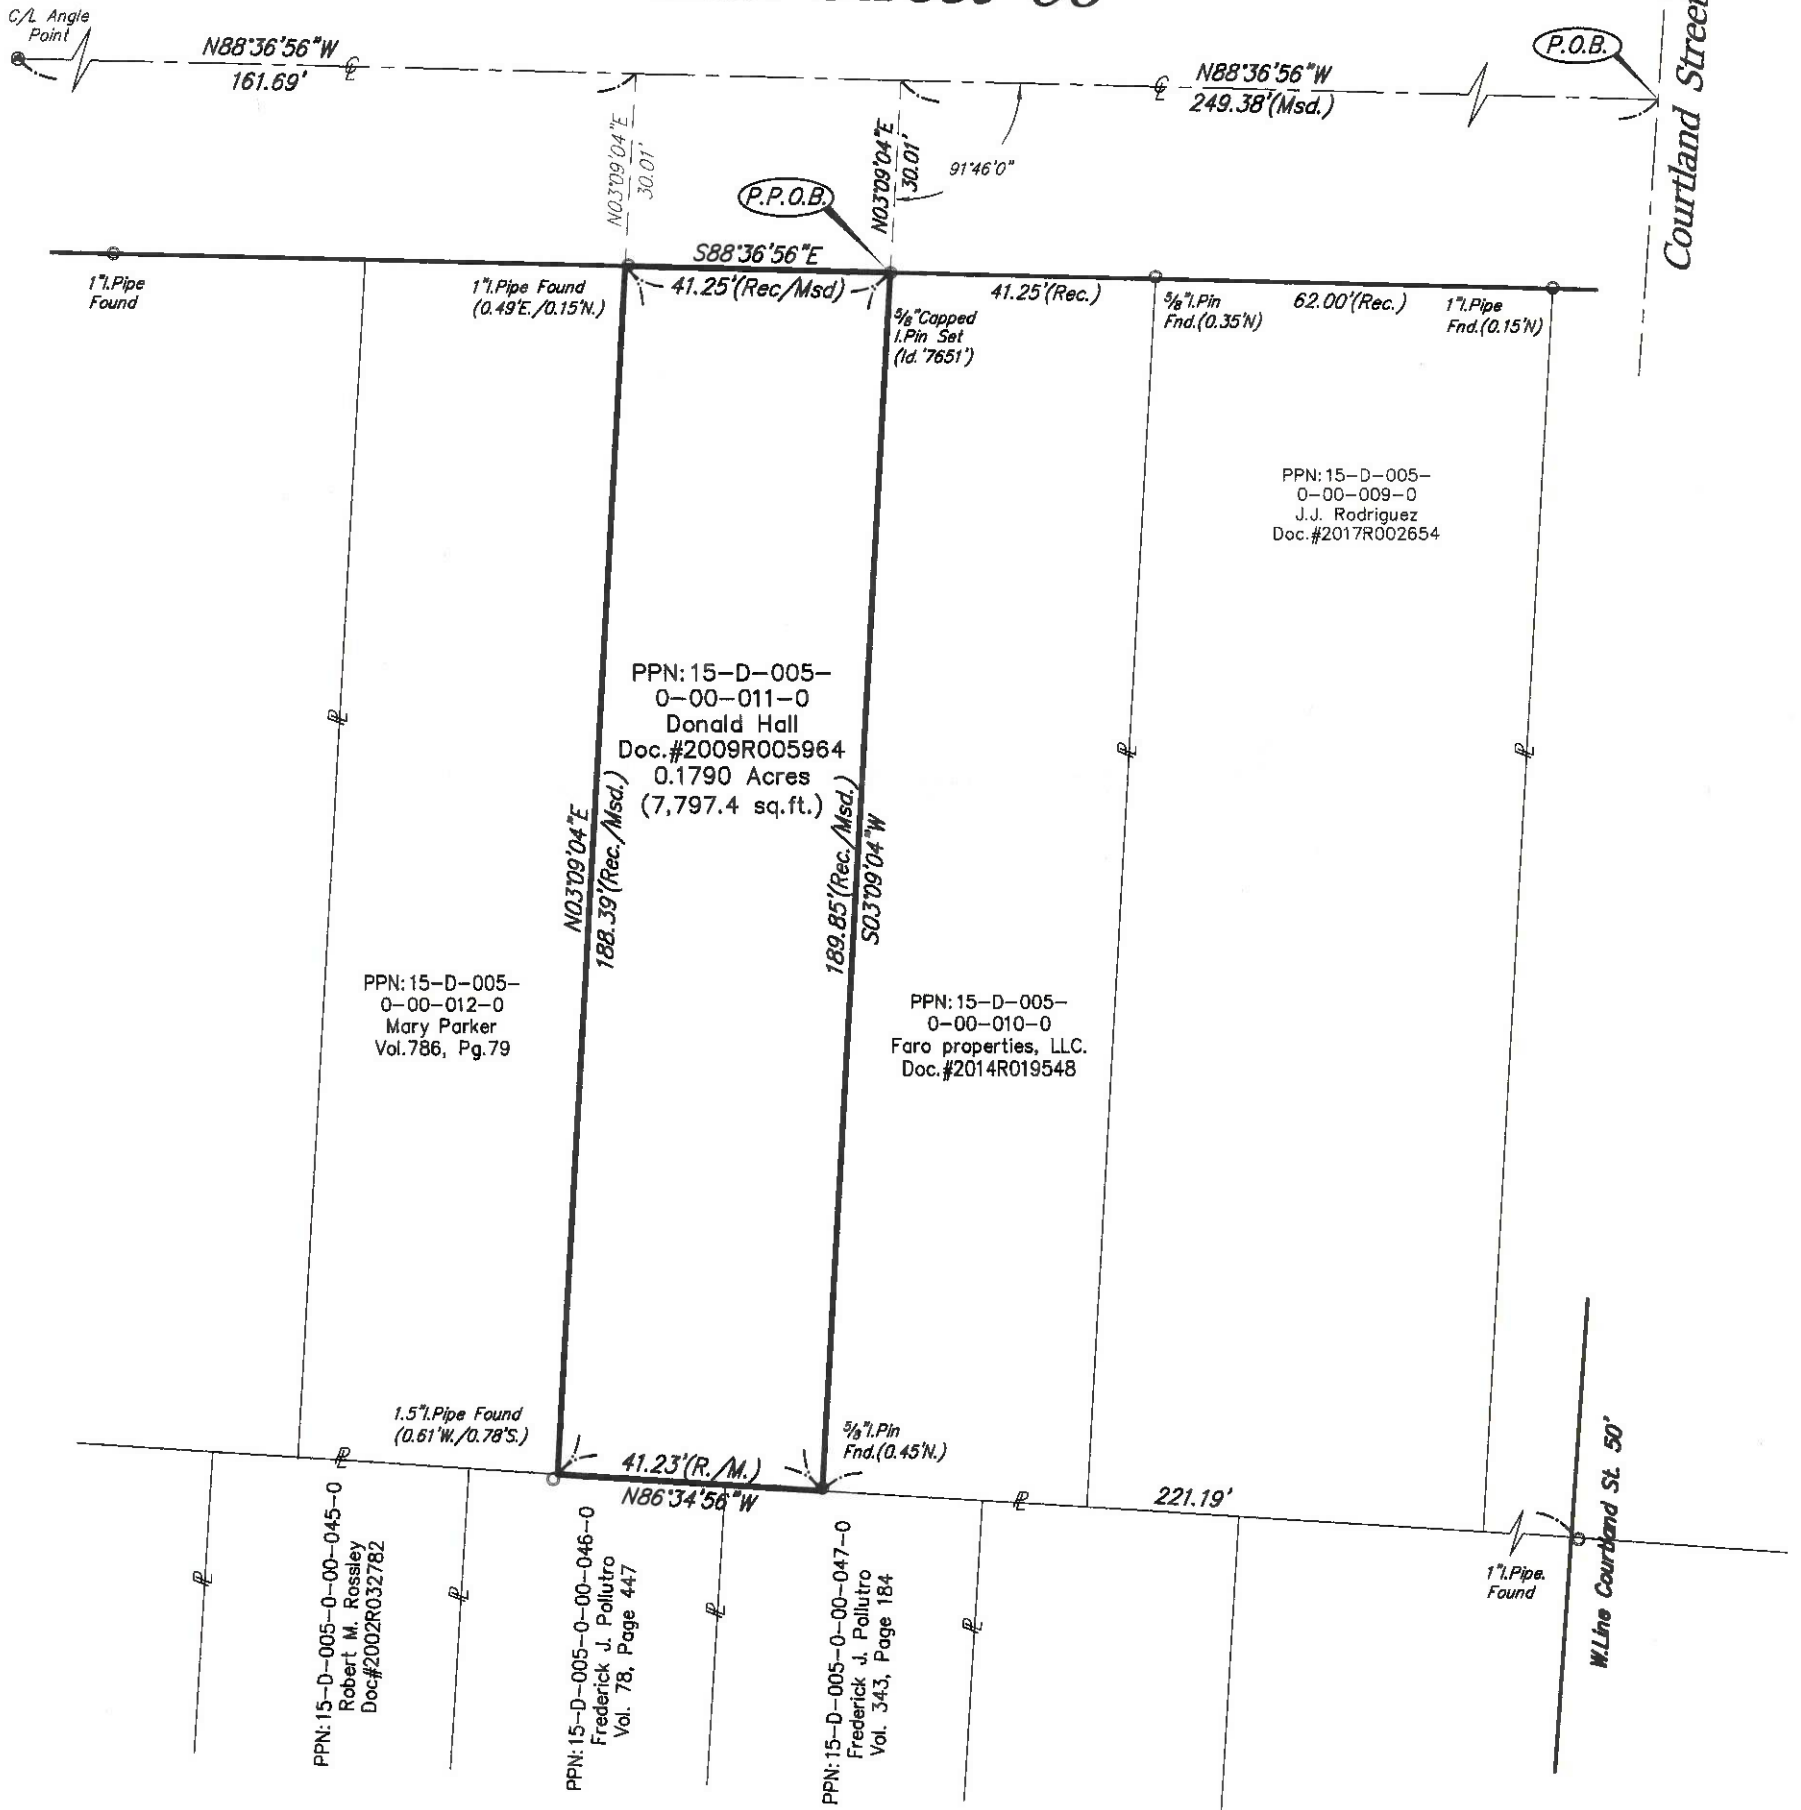 C/L Angle
Point
N88°36'56"W
161.69'
N88°36'56"W
249.38'(Msd.)
P.O.B.
Courtland Street
N03°09'04"E
30.01'
N03°09'04"E
30.01'
91°46'0"
P.P.O.B.
S88°36'56"E
41.25'(Rec/Msd)
41.25'(Rec.)
62.00'(Rec.)
1"I.Pipe
Found
1"I.Pipe Found
(0.49'E./0.15'N.)
5/8"Capped
I.Pin Set
(Id.'7651')
5/8"I.Pin
Fnd.(0.35'N)
1"I.Pipe
Fnd.(0.15'N)
PPN:15-D-005-
0-00-009-0
J.J. Rodriguez
Doc.#2017R002654
PPN:15-D-005-
0-00-011-0
Donald Hall
Doc.#2009R005964
0.1790 Acres
(7,797.4 sq.ft.)
N03°09'04"E
188.39'(Rec./Msd.)
189.85'(Rec./Msd.)
S03°09'04"W
PPN:15-D-005-
0-00-012-0
Mary Parker
Vol.786, Pg.79
PPN:15-D-005-
0-00-010-0
Faro properties, LLC.
Doc.#2014R019548
1.5"I.Pipe Found
(0.61'W./0.78'S.)
5/8"I.Pin
Fnd.(0.45'N.)
41.23'(R./M.)
N86°34'56"W
221.19'
1"I.Pipe.
Found
W.Line Courtland St. 50'
PPN:15-D-005-0-00-045-0
Robert M. Rossley
Doc#2002R032782
PPN:15-D-005-0-00-046-0
Frederick J. Pollutro
Vol. 78, Page 447
PPN:15-D-005-0-00-047-0
Frederick J. Pollutro
Vol. 343, Page 184